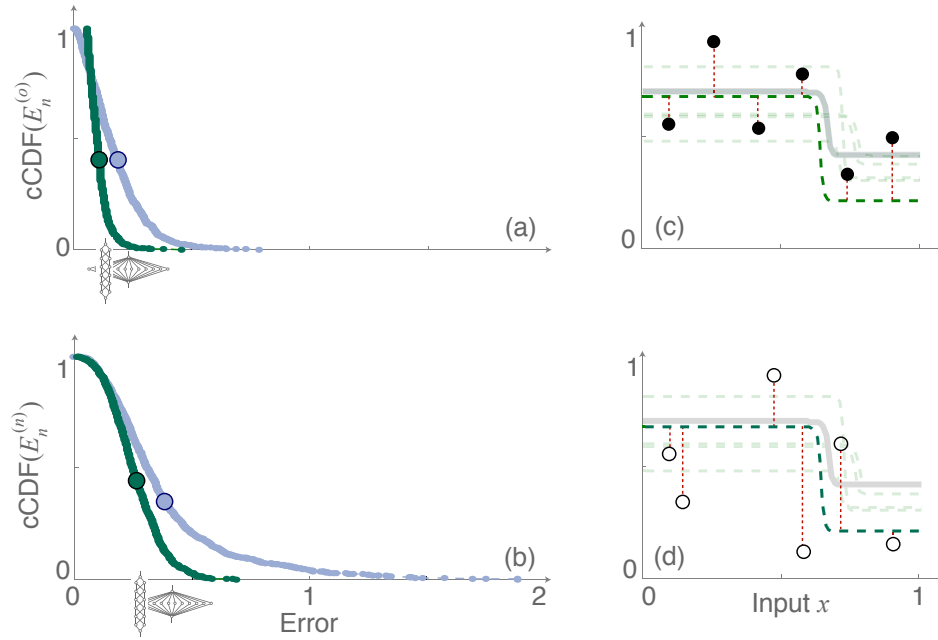 cCDF(E_n^(o))
1
0
(a)
1
0
(c)
cCDF(E_n^(n))
1
0
(b)
0
1
2
Error
1
0
(d)
0
1
Input x